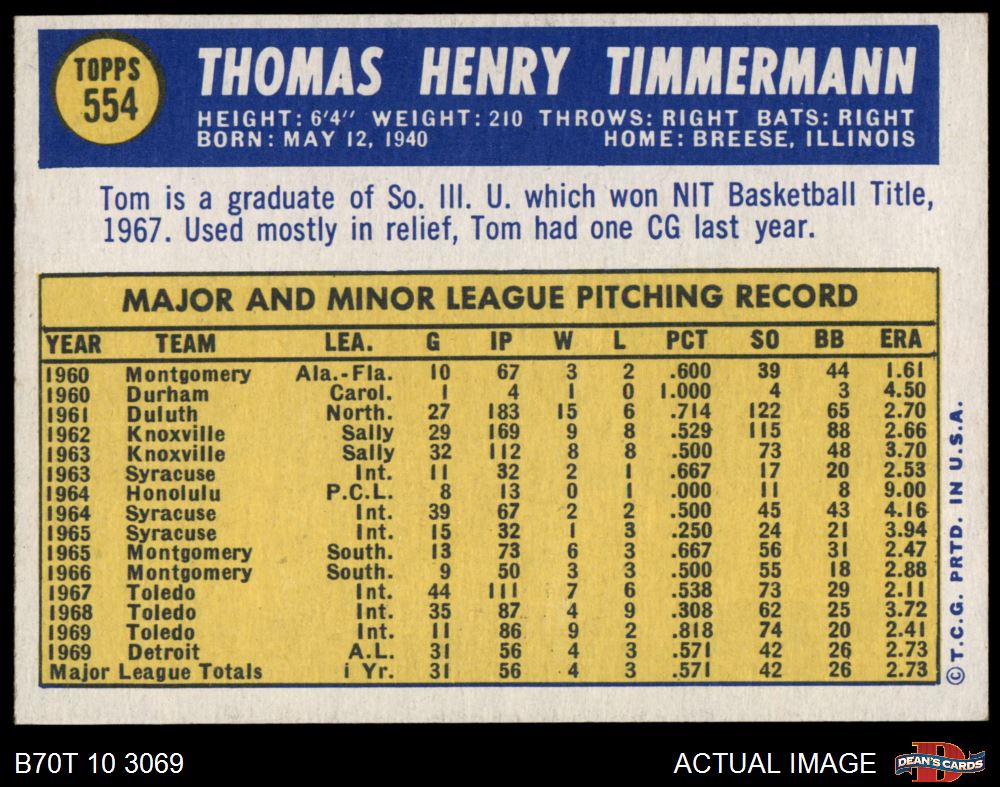 TOPPS
554
THOMAS HENRY TIMMERMANN
HEIGHT: 6'4" WEIGHT: 210 THROWS: RIGHT BATS: RIGHT
BORN: MAY 12, 1940 HOME: BREESE, ILLINOIS
Tom is a graduate of So. Ill. U. which won NIT Basketball Title,
1967. Used mostly in relief, Tom had one CG last year.
MAJOR AND MINOR LEAGUE PITCHING RECORD
YEAR TEAM LEA. G IP W L PCT SO BB ERA
1960 Montgomery Ala.-Fla. 10 67 3 2 .600 39 44 1.61
1960 Durham Carol. 1 4 1 0 1.000 4 3 4.50
1961 Duluth North. 27 183 15 6 .714 122 65 2.70
1962 Knoxville Sally 29 169 9 8 .529 115 88 2.66
1963 Knoxville Sally 32 112 8 8 .500 73 48 3.70
1963 Syracuse Int. 11 32 2 1 .667 17 20 2.53
1964 Honolulu P.C.L. 8 13 0 1 .000 11 8 9.00
1964 Syracuse Int. 39 67 2 2 .500 45 43 4.16
1965 Syracuse Int. 15 32 1 3 .250 24 21 3.94
1965 Montgomery South. 13 73 6 3 .667 56 31 2.47
1966 Montgomery South. 9 50 3 3 .500 55 18 2.88
1967 Toledo Int. 44 111 7 6 .538 73 29 2.11
1968 Toledo Int. 35 87 4 9 .308 62 25 3.72
1969 Toledo Int. 11 86 9 2 .818 74 20 2.41
1969 Detroit A.L. 31 56 4 3 .571 42 26 2.73
Major League Totals 1 Yr. 31 56 4 3 .571 42 26 2.73
© T.C.G. PRTD. IN U.S.A.
B70T 10 3069
ACTUAL IMAGE
DEAN'S CARDS